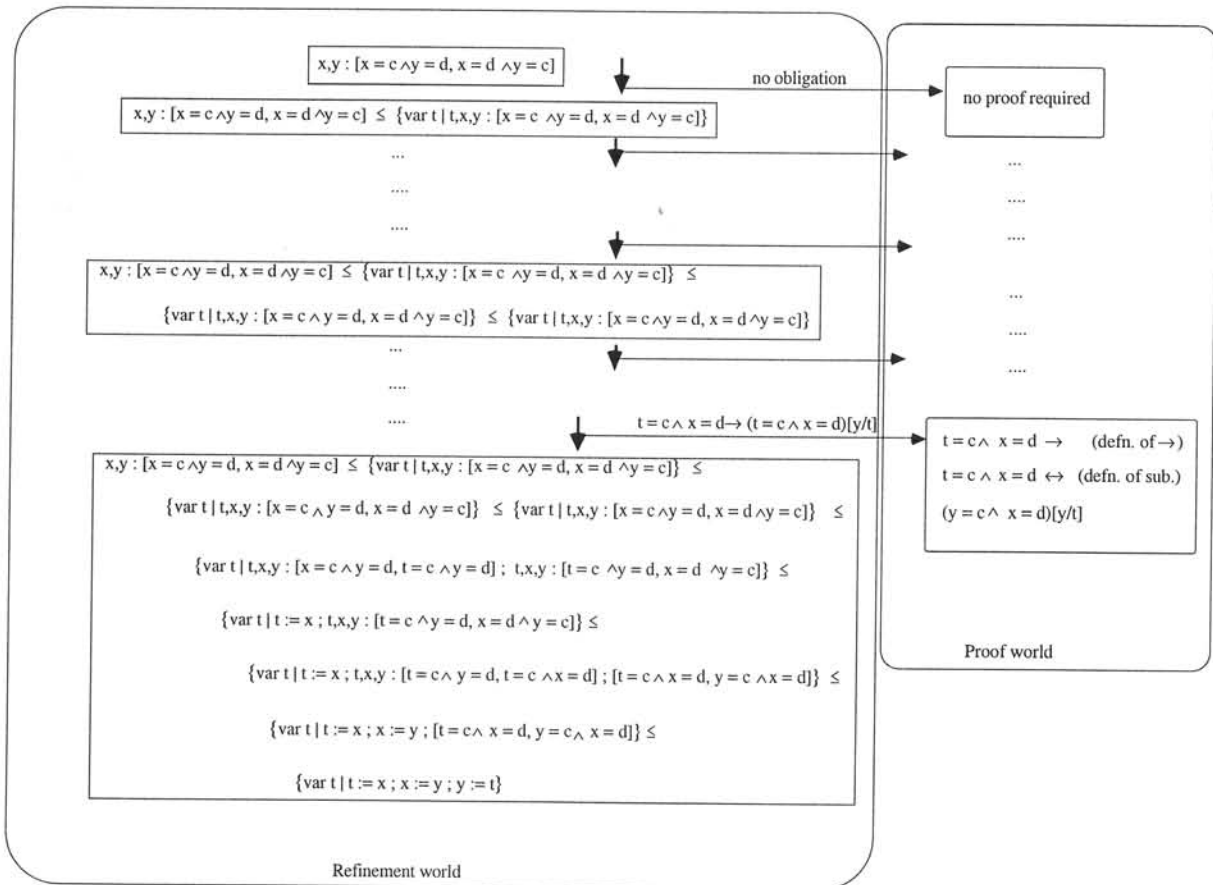 x,y : [x = c ∧y = d, x = d ∧y = c]
no obligation
no proof required
x,y : [x = c ∧y = d, x = d ^y = c] ≤ {var t | t,x,y : [x = c ∧y = d, x = d ^y = c]}
...
...
....
....
....
....
x,y : [x = c ∧y = d, x = d ∧y = c] ≤ {var t | t,x,y : [x = c ∧y = d, x = d ∧y = c]} ≤
...
{var t | t,x,y : [x = c ∧ y = d, x = d ^y = c]} ≤ {var t | t,x,y : [x = c∧y = d, x = d^y = c]}
....
...
....
....
....
t = c ∧ x = d→ (t = c ∧ x = d)[y/t]
t = c ∧ x = d → (defn. of →)
t = c ∧ x = d ↔ (defn. of sub.)
(y = c ∧ x = d)[y/t]
x,y : [x = c ∧y = d, x = d ^y = c] ≤ {var t | t,x,y : [x = c ∧y = d, x = d ^y = c]} ≤
{var t | t,x,y : [x = c ∧ y = d, x = d ∧y = c]} ≤ {var t | t,x,y : [x = c∧y = d, x = d∧y = c]} ≤
{var t | t,x,y : [x = c ∧ y = d, t = c ∧ y = d] ; t,x,y : [t = c ^y = d, x = d ^y = c]} ≤
{var t | t := x ; t,x,y : [t = c ^y = d, x = d ^ y = c]} ≤
{var t | t := x ; t,x,y : [t = c∧ y = d, t = c ∧x = d] ; [t = c∧ x = d, y = c ∧x = d]} ≤
{var t | t := x ; x := y ; [t = c∧ x = d, y = c∧ x = d]} ≤
{var t | t := x ; x := y ; y := t}
Proof world
Refinement world